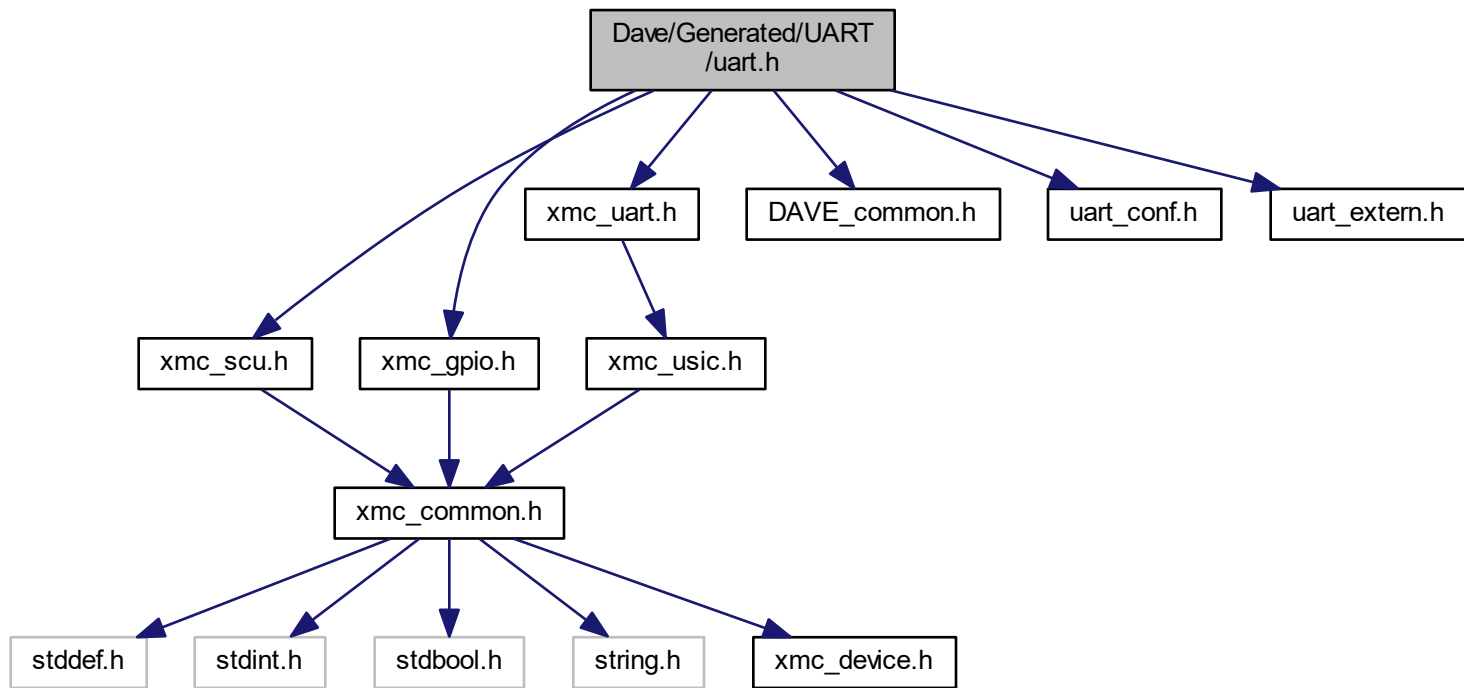 Dave/Generated/UART
/uart.h
xmc_uart.h
DAVE_common.h
uart_conf.h
uart_extern.h
xmc_scu.h
xmc_gpio.h
xmc_usic.h
xmc_common.h
stddef.h
stdint.h
stdbool.h
string.h
xmc_device.h